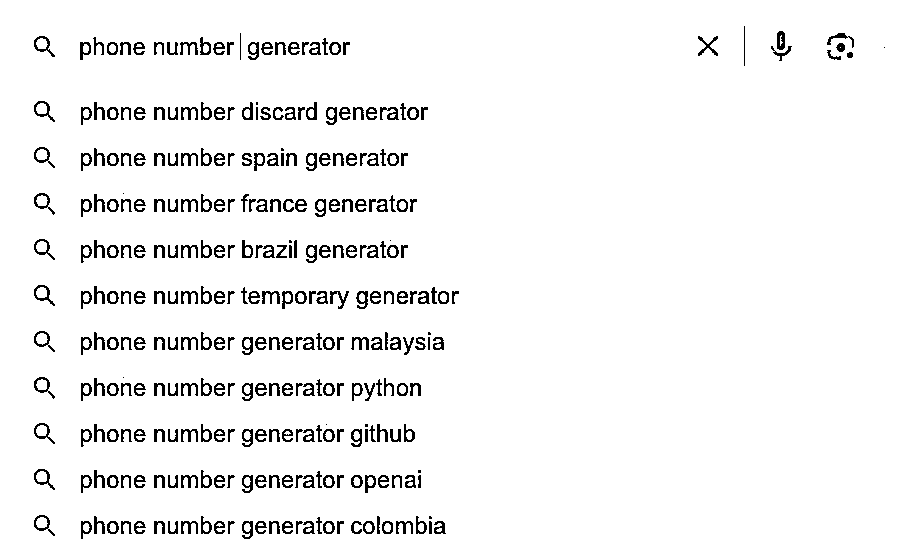 phone number generator
phone number discard generator
phone number spain generator
phone number france generator
phone number brazil generator
phone number temporary generator
phone number generator malaysia
phone number generator python
phone number generator github
phone number generator openai
phone number generator colombia